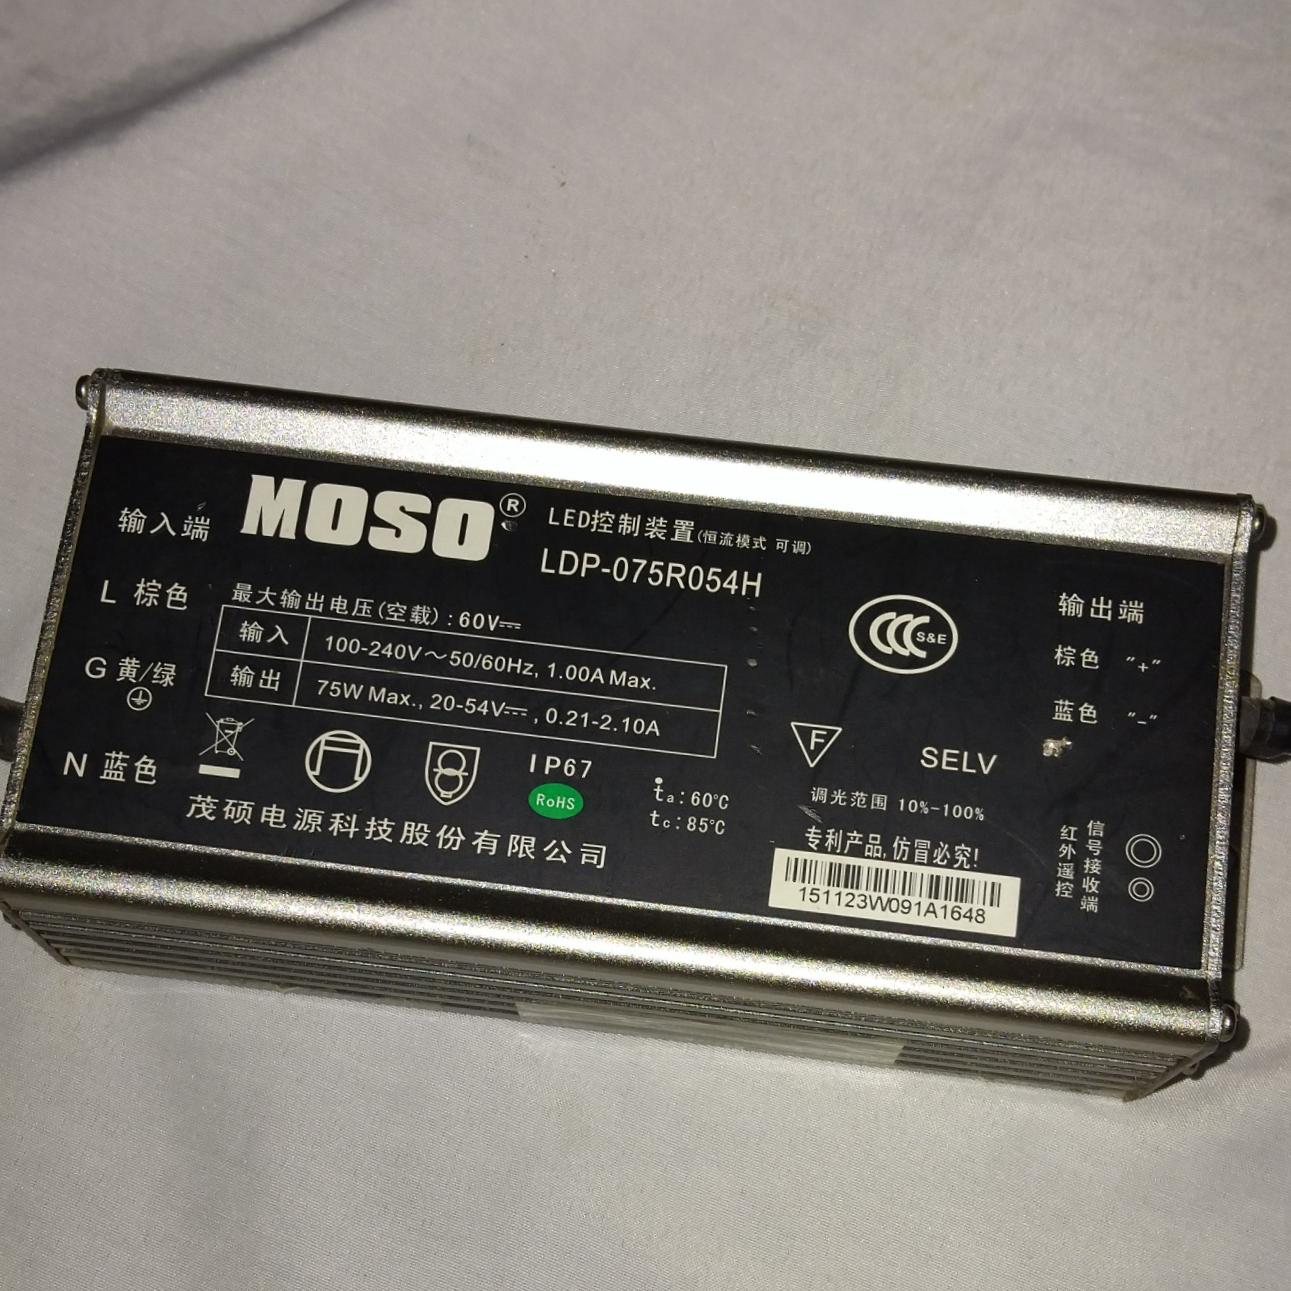 MOSO®
LED控制装置(恒流模式 可调)
LDP-075R054H
输入端
L 棕色
G 黄/绿
N 蓝色
最大输出电压(空载):60V⎓
输入 100-240V～50/60Hz, 1.00A Max.
输出 75W Max., 20-54V⎓, 0.21-2.10A
IP67
RoHS
ta:60℃
tc:85℃
茂硕电源科技股份有限公司
CCC S&E
F
SELV
调光范围 10%-100%
专利产品,仿冒必究!
151123W091A1648
输出端
棕色 "+"
蓝色 "-"
红外遥控
信号接收端